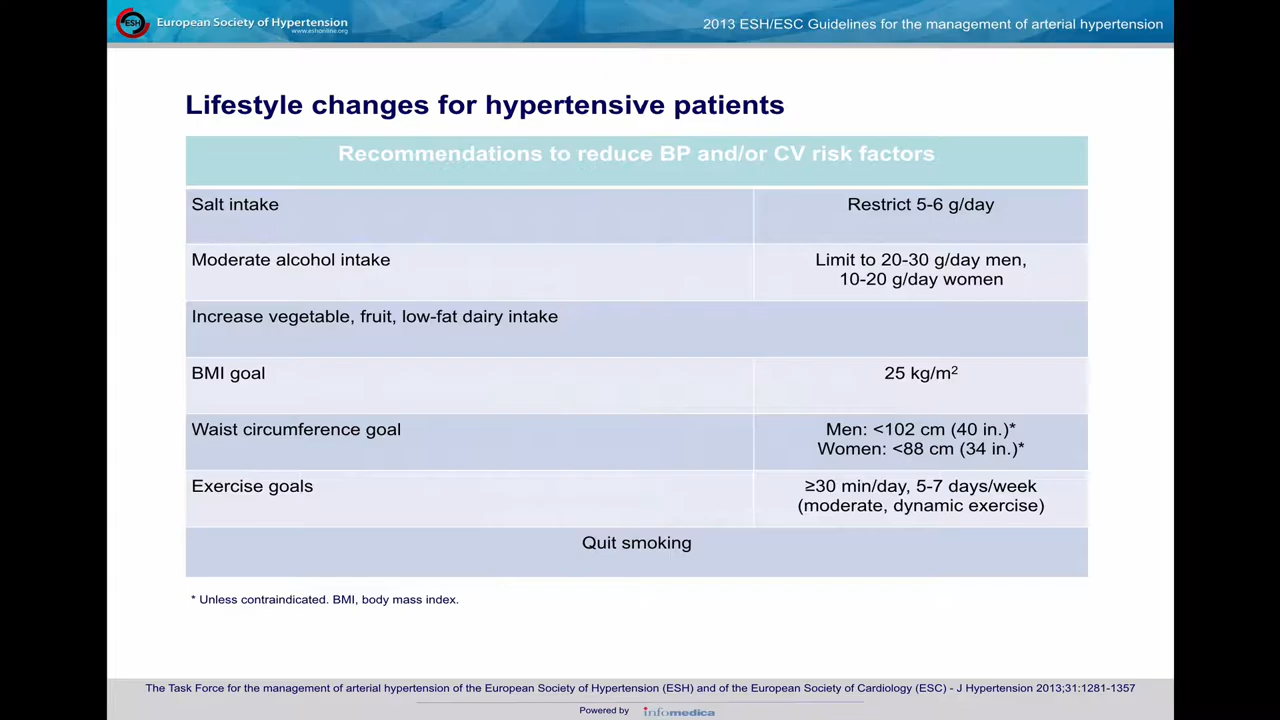 ESH
European Society of Hypertension
www.eshonline.org
2013 ESH/ESC Guidelines for the management of arterial hypertension
Lifestyle changes for hypertensive patients
Recommendations to reduce BP and/or CV risk factors
Salt intake
Restrict 5-6 g/day
Moderate alcohol intake
Limit to 20-30 g/day men,
10-20 g/day women
Increase vegetable, fruit, low-fat dairy intake
BMI goal
25 kg/m²
Waist circumference goal
Men: <102 cm (40 in.)*
Women: <88 cm (34 in.)*
Exercise goals
≥30 min/day, 5-7 days/week
(moderate, dynamic exercise)
Quit smoking
* Unless contraindicated. BMI, body mass index.
The Task Force for the management of arterial hypertension of the European Society of Hypertension (ESH) and of the European Society of Cardiology (ESC) - J Hypertension 2013;31:1281-1357
Powered by infomedica